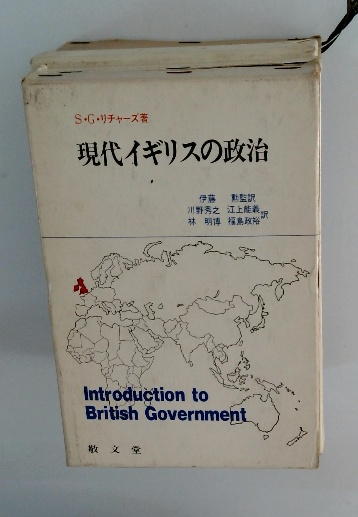 S・G・リチャーズ著
現代イギリスの政治
伊藤 勲監訳
川野秀之 江上能義
林 明博 福島政裕 訳
Introduction to
British Government
敬文堂